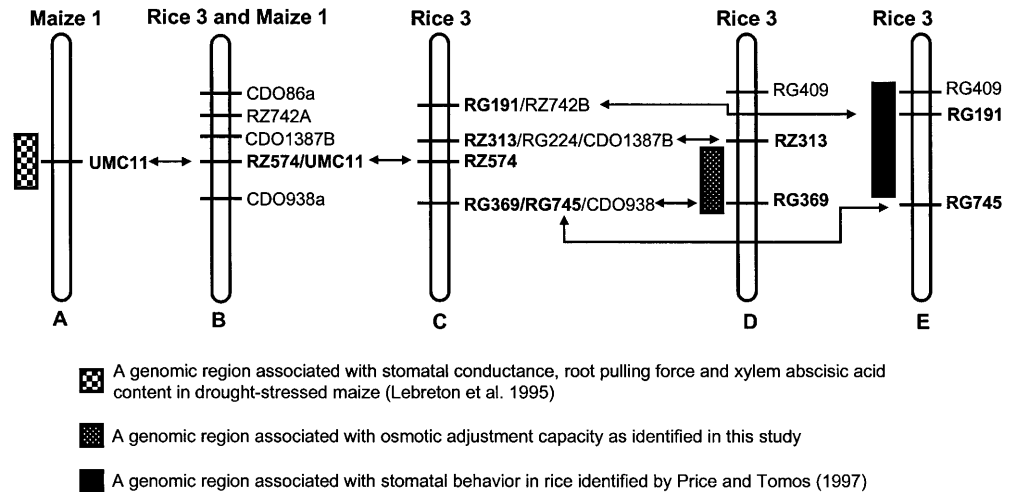 Maize 1
Rice 3 and Maize 1
Rice 3
Rice 3
Rice 3
CDO86a
RZ742A
CDO1387B
UMC11
RZ574/UMC11
CDO938a
RG191/RZ742B
RZ313/RG224/CDO1387B
RZ574
RG369/RG745/CDO938
RG409
RZ313
RG369
RG409
RG191
RG745
A
B
C
D
E
A genomic region associated with stomatal conductance, root pulling force and xylem abscisic acid
content in drought-stressed maize (Lebreton et al. 1995)
A genomic region associated with osmotic adjustment capacity as identified in this study
A genomic region associated with stomatal behavior in rice identified by Price and Tomos (1997)